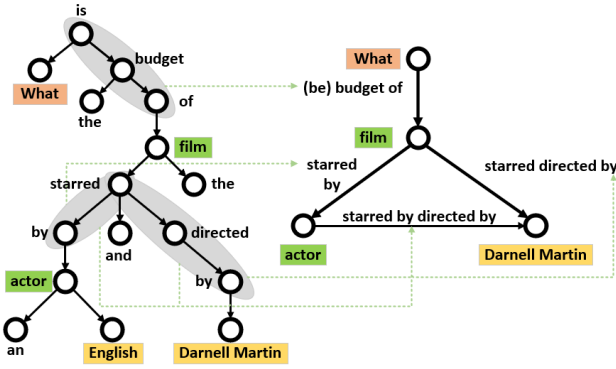 is
budget
What
the
of
film
starred
the
by
and
directed
actor
by
an
English
Darnell Martin
What
(be) budget of
film
starred
by
starred directed by
starred by directed by
actor
Darnell Martin